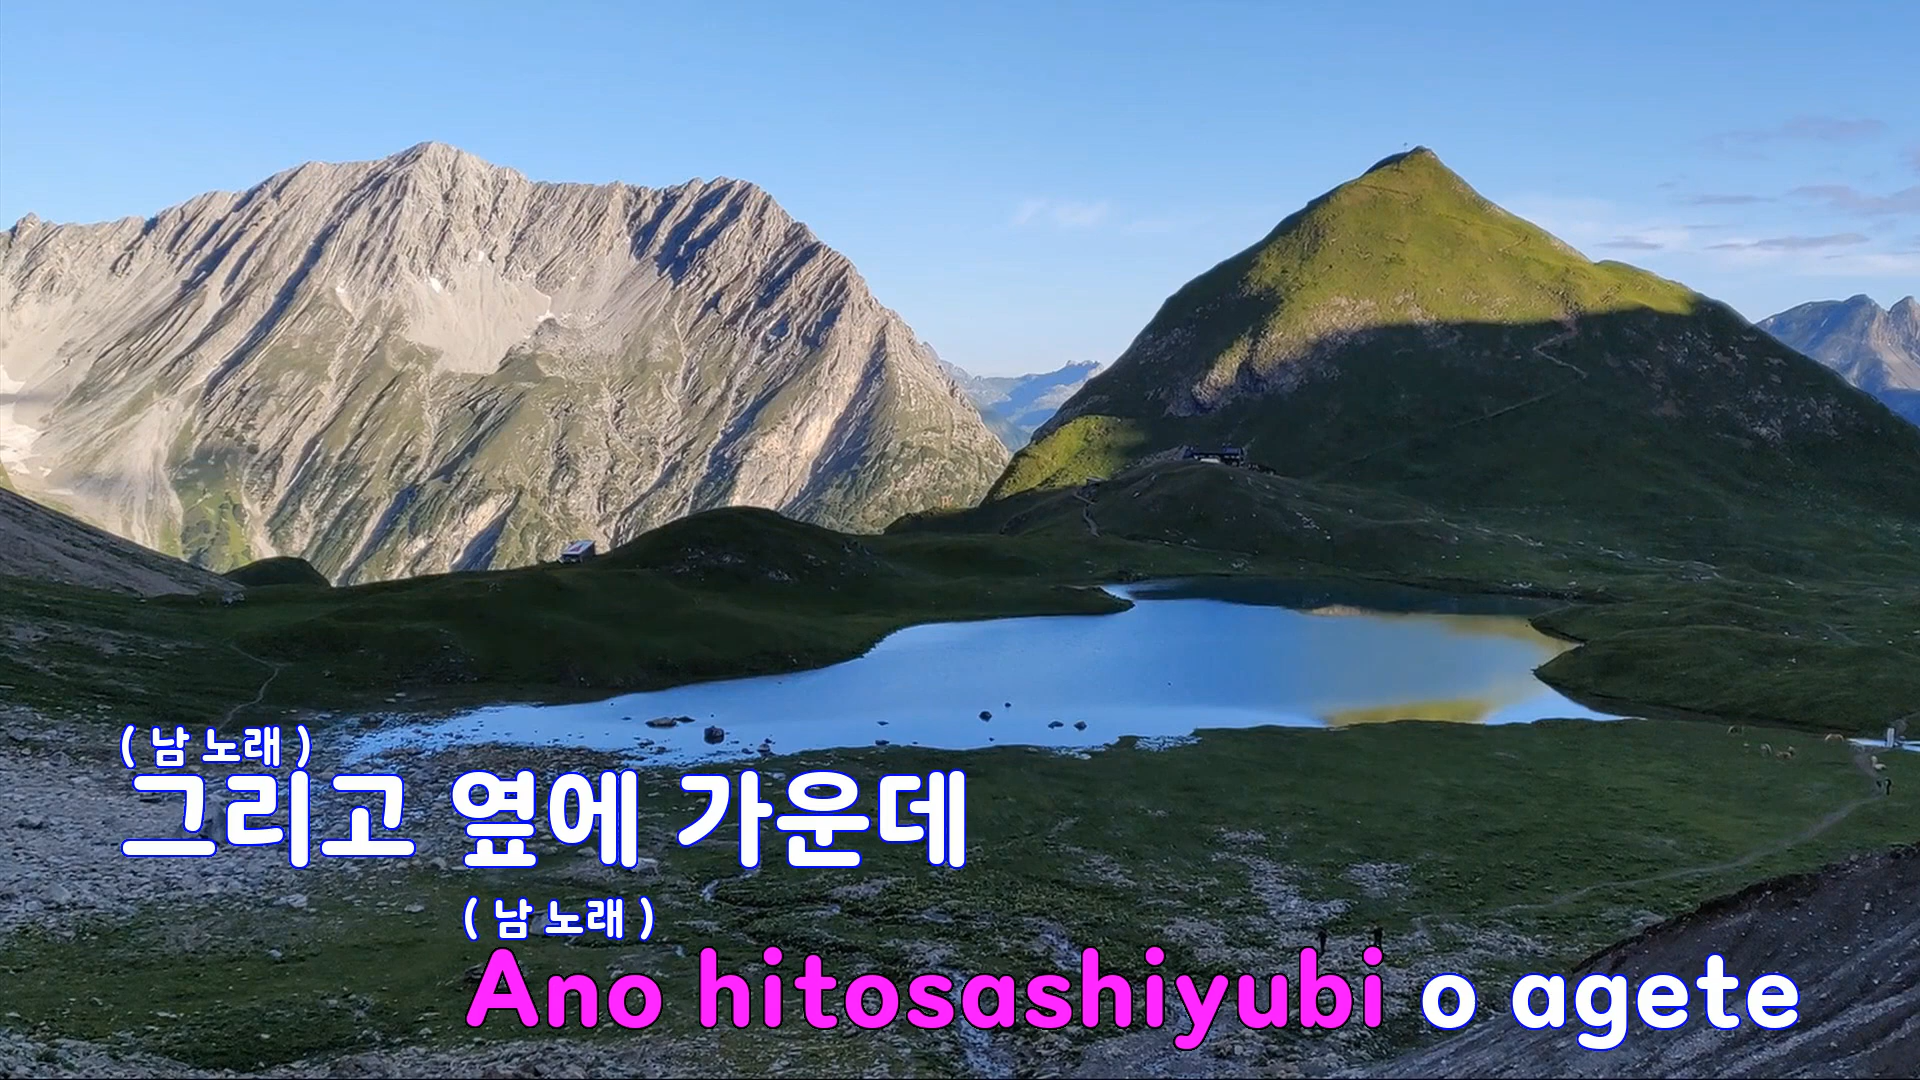 ( 남 노래 )
그리고 옆에 가운데
( 남 노래 )
Ano hitosashiyubi o agete